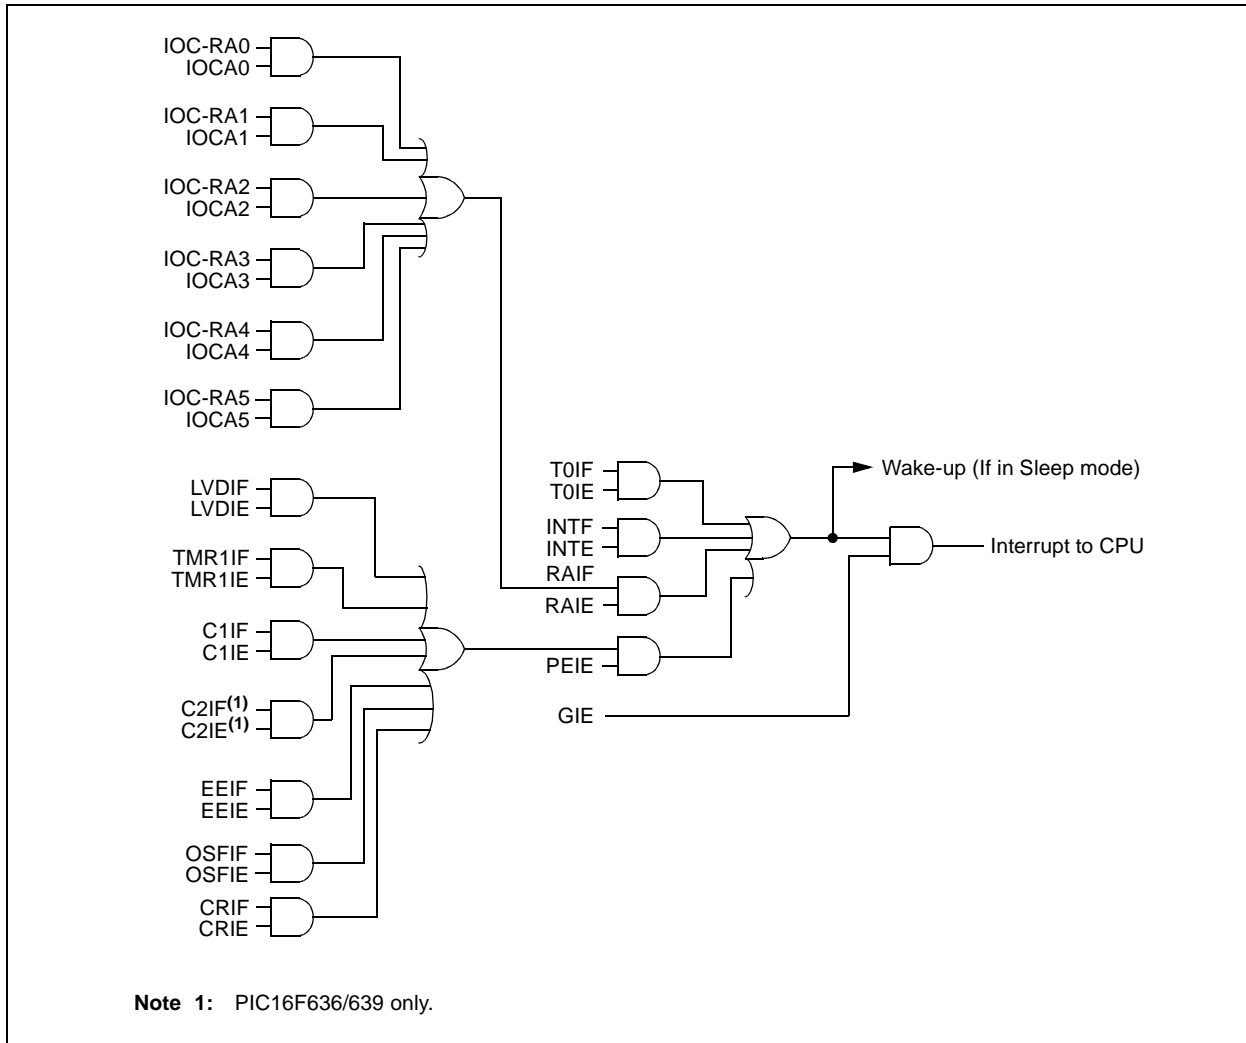 IOC-RA0
IOCA0
IOC-RA1
IOCA1
IOC-RA2
IOCA2
IOC-RA3
IOCA3
IOC-RA4
IOCA4
IOC-RA5
IOCA5
LVDIF
LVDIE
TMR1IF
TMR1IE
C1IF
C1IE
C2IF(1)
C2IE(1)
EEIF
EEIE
OSFIF
OSFIE
CRIF
CRIE
T0IF
T0IE
INTF
INTE
RAIF
RAIE
PEIE
GIE
Wake-up (If in Sleep mode)
Interrupt to CPU
Note 1: PIC16F636/639 only.